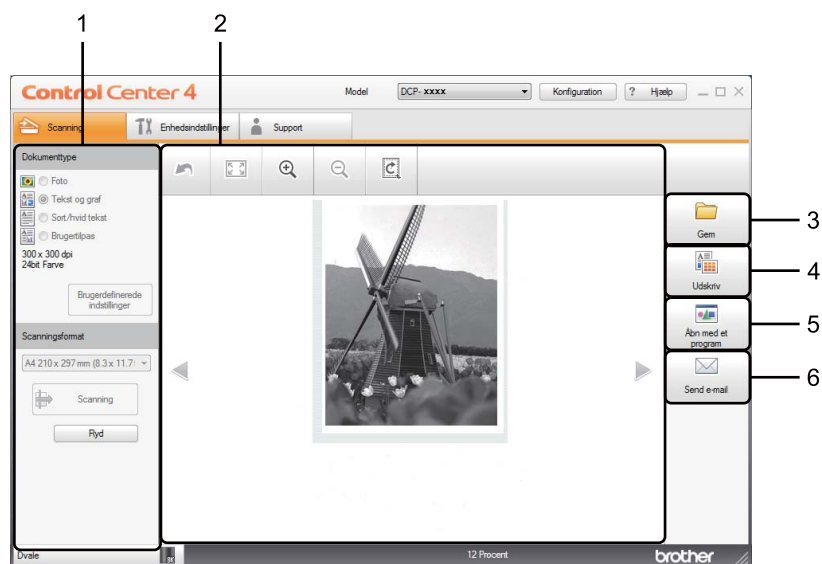 1
2
Control Center 4
Model
DCP- xxxx
Konfiguration
? Hjælp
Scanning
Enhedsindstillinger
Support
Dokumenttype
Foto
Tekst og graf
Sort/hvid tekst
Brugertilpas
300 x 300 dpi
24bit Farve
Brugerdefinerede
indstillinger
Scanningsformat
A4 210 x 297 mm (8.3 x 11.7
Scanning
Ryd
Gem
3
Udskriv
4
Åbn med et
program
5
Send e-mail
6
Dvale
BK
12 Procent
brother